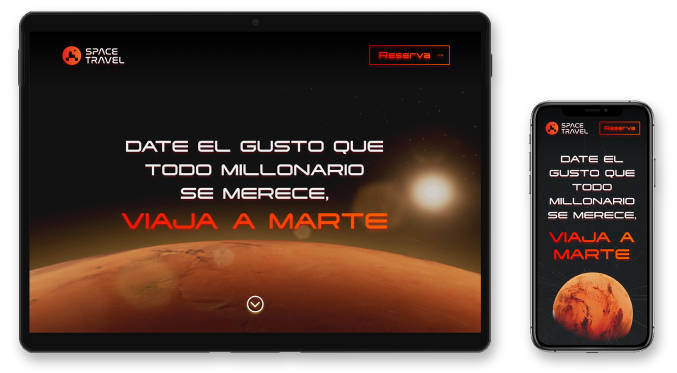 SPACE
TRAVEL
Reserva →
DATE EL GUSTO QUE
TODO MILLONARIO
SE MERECE,
VIAJA A MARTE
SPACE
TRAVEL
Reserva
DATE EL
GUSTO QUE
TODO
MILLONARIO
SE MERECE,
VIAJA A
MARTE